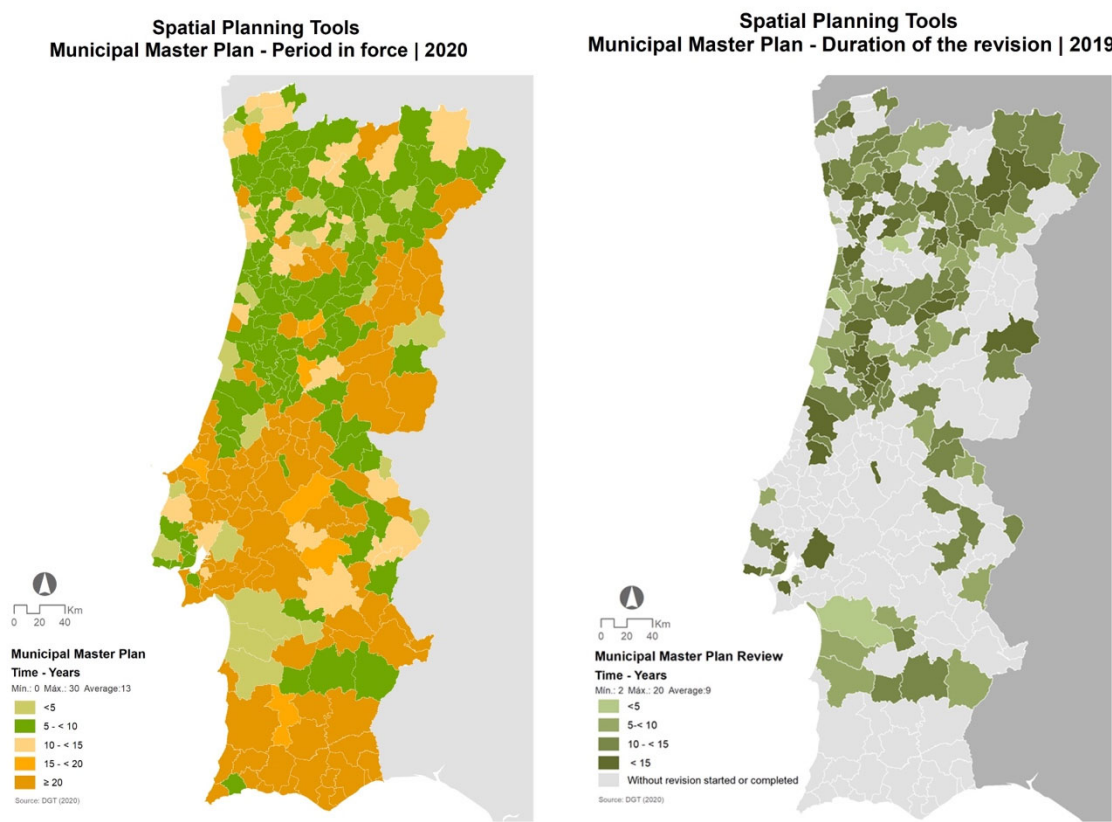 Spatial Planning Tools
Municipal Master Plan - Period in force | 2020
Km
0 20 40
Municipal Master Plan
Time - Years
Mín.: 0 Máx.: 30 Average:13
<5
5 - < 10
10 - < 15
15 - < 20
≥ 20
Source: DGT (2020)
Spatial Planning Tools
Municipal Master Plan - Duration of the revision | 2019
Km
0 20 40
Municipal Master Plan Review
Time - Years
Mín.: 2 Máx.: 20 Average:9
<5
5-< 10
10 - < 15
< 15
Without revision started or completed
Source: DGT (2020)